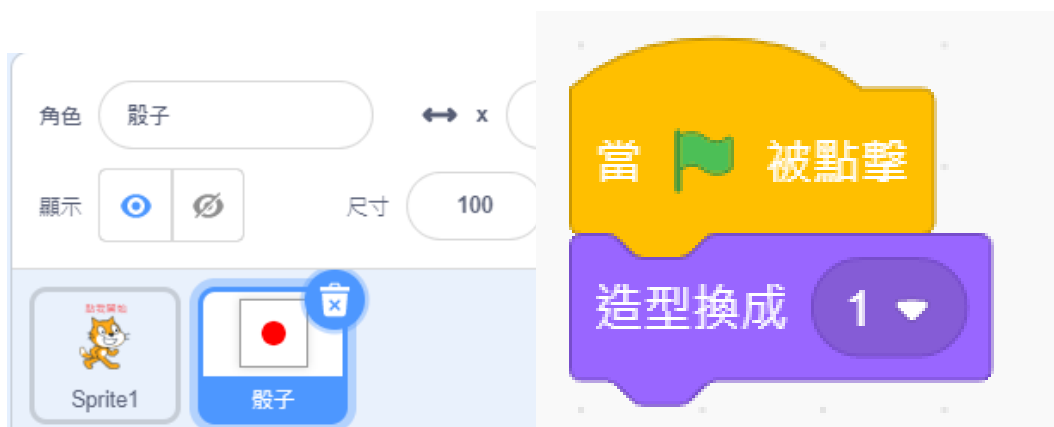 角色 骰子 x
顯示 尺寸 100
點我開始
Sprite1 骰子
當 被點擊
造型換成 1